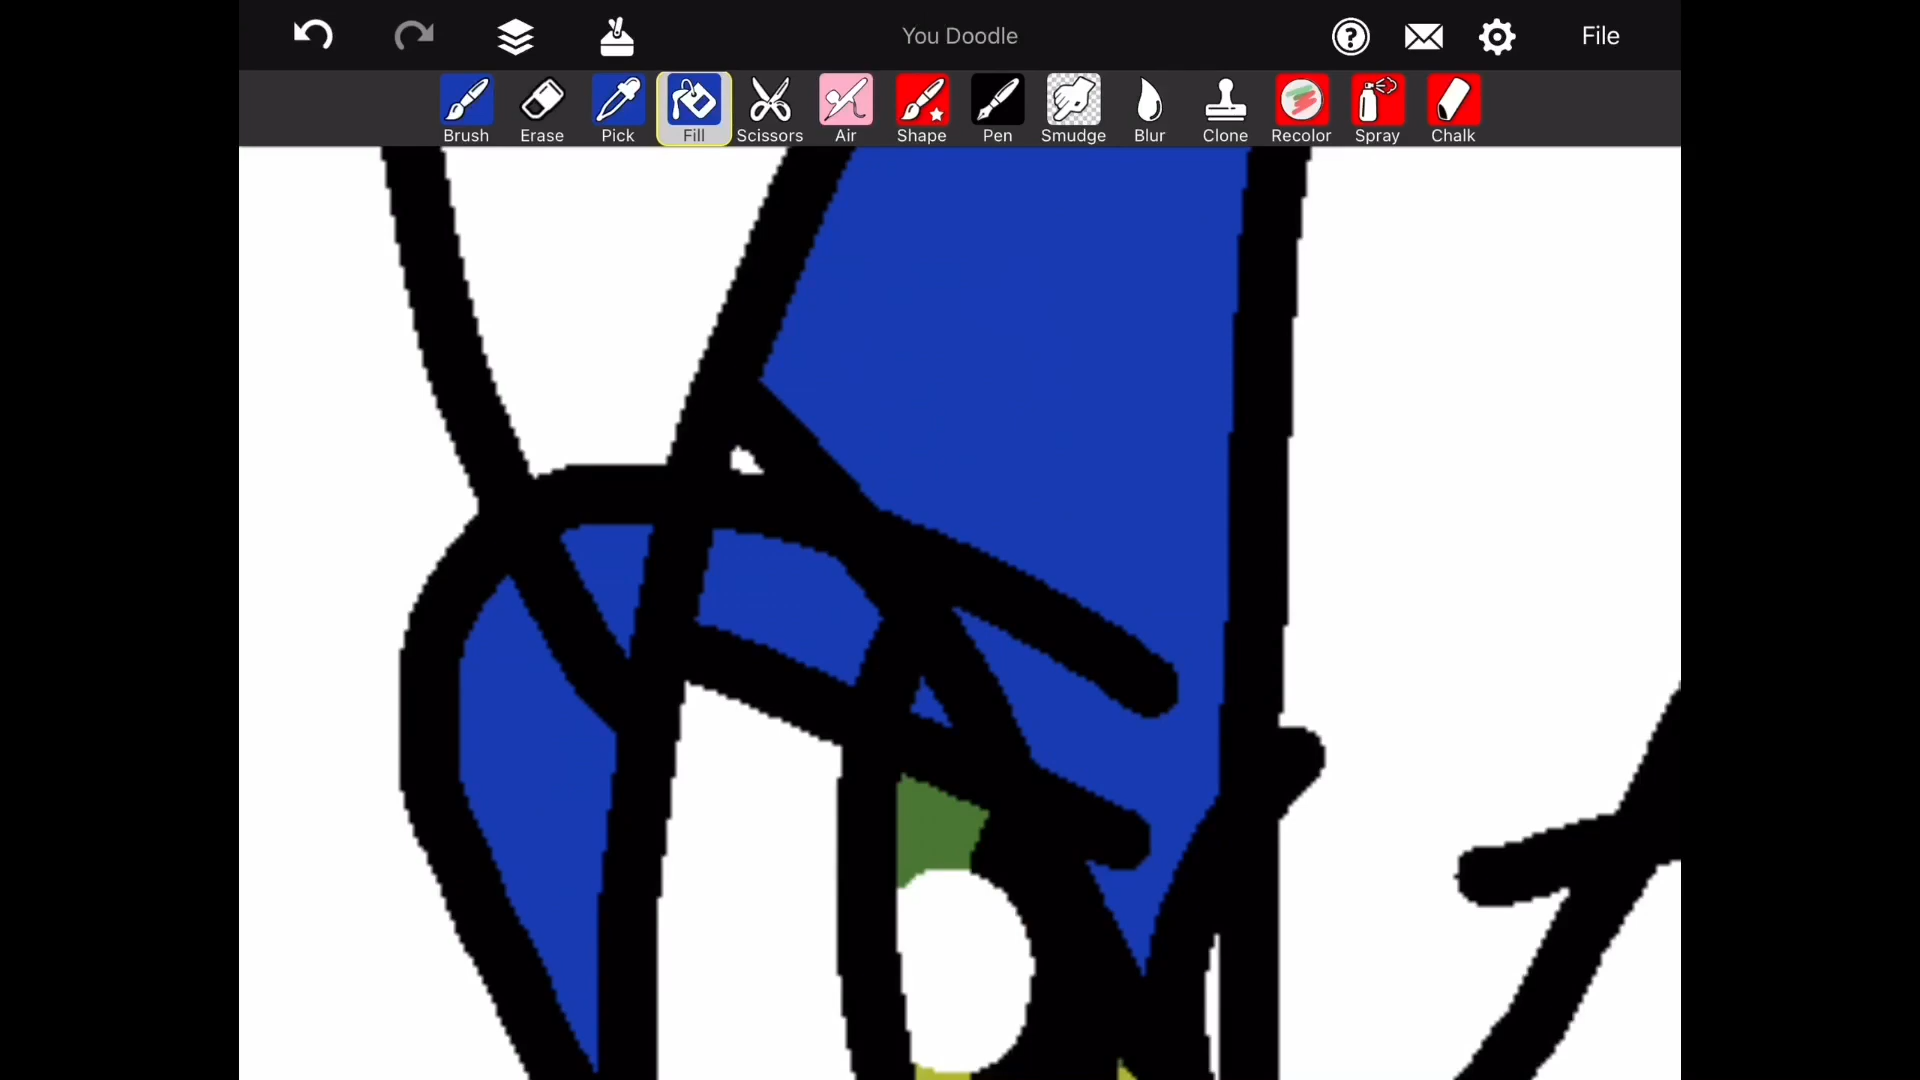 You Doodle
File
Brush Erase Pick Fill Scissors Air Shape Pen Smudge Blur Clone Recolor Spray Chalk